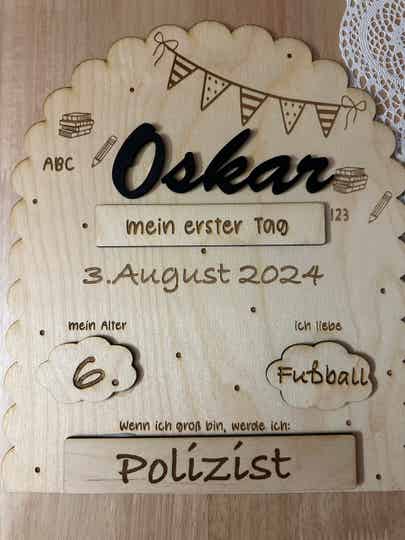 ABC
Oskar
123
mein erster Tag
3. August 2024
mein Alter
ich liebe
6.
Fußball
Wenn ich groß bin, werde ich:
Polizist